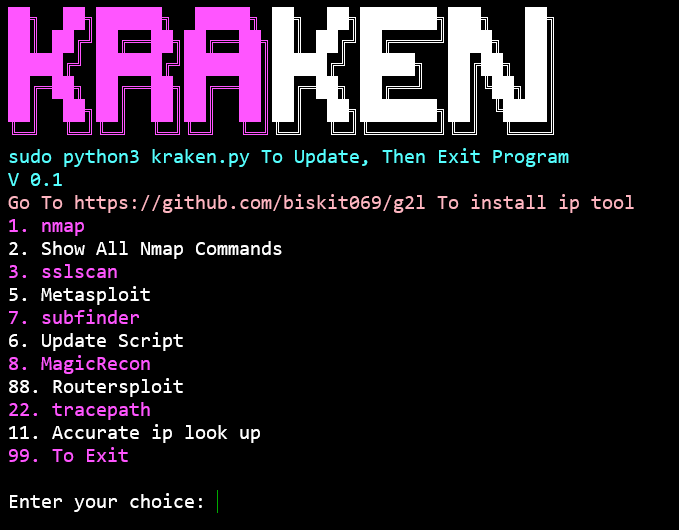 KRAKEN
sudo python3 kraken.py To Update, Then Exit Program
V 0.1
Go To https://github.com/biskit069/g2l To install ip tool
1. nmap
2. Show All Nmap Commands
3. sslscan
5. Metasploit
7. subfinder
6. Update Script
8. MagicRecon
88. Routersploit
22. tracepath
11. Accurate ip look up
99. To Exit
Enter your choice: